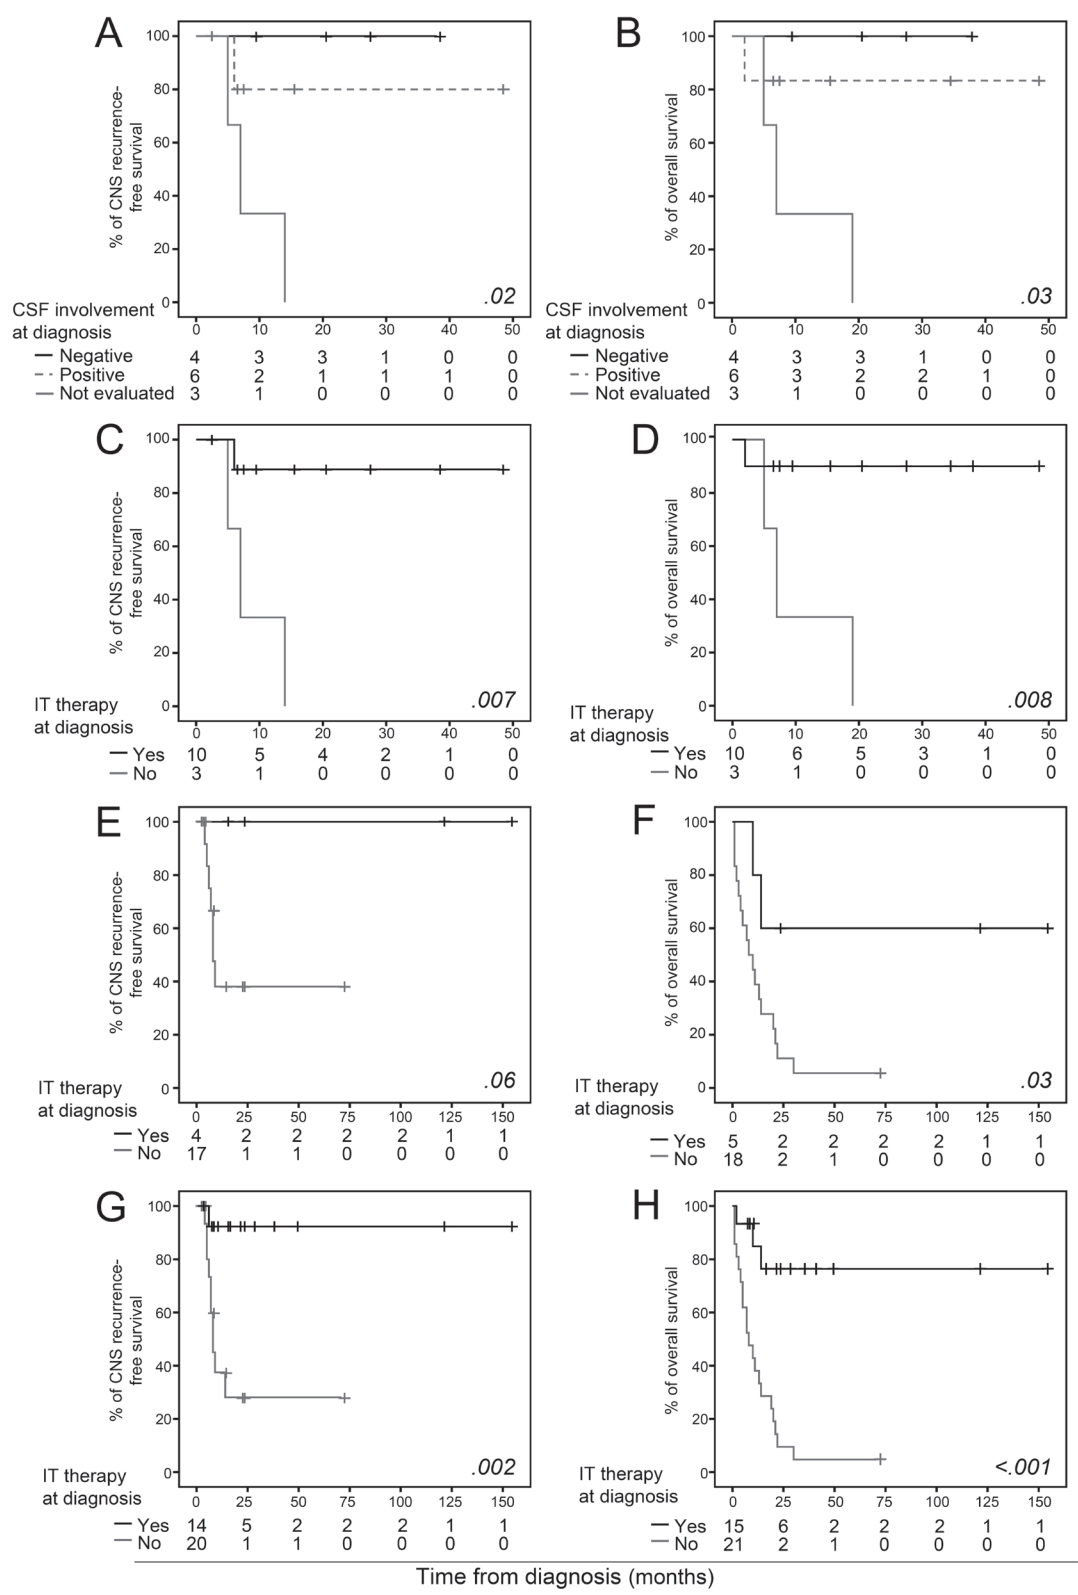 A
% of CNS recurrence-
free survival
100
80
60
40
20
0
.02
CSF involvement
at diagnosis
0 10 20 30 40 50
Negative 4 3 3 1 0 0
Positive 6 2 1 1 1 0
Not evaluated 3 1 0 0 0 0
B
% of overall survival
100
80
60
40
20
0
.03
CSF involvement
at diagnosis
0 10 20 30 40 50
Negative 4 3 3 1 0 0
Positive 6 3 2 2 1 0
Not evaluated 3 1 0 0 0 0
C
% of CNS recurrence-
free survival
100
80
60
40
20
0
.007
IT therapy
at diagnosis
0 10 20 30 40 50
Yes 10 5 4 2 1 0
No 3 1 0 0 0 0
D
% of overall survival
100
80
60
40
20
0
.008
IT therapy
at diagnosis
0 10 20 30 40 50
Yes 10 6 5 3 1 0
No 3 1 0 0 0 0
E
% of CNS recurrence-
free survival
100
80
60
40
20
0
.06
IT therapy
at diagnosis
0 25 50 75 100 125 150
Yes 4 2 2 2 2 1 1
No 17 1 1 0 0 0 0
F
% of overall survival
100
80
60
40
20
0
.03
IT therapy
at diagnosis
0 25 50 75 100 125 150
Yes 5 2 2 2 2 1 1
No 18 2 1 0 0 0 0
G
% of CNS recurrence-
free survival
100
80
60
40
20
0
.002
IT therapy
at diagnosis
0 25 50 75 100 125 150
Yes 14 5 2 2 2 1 1
No 20 1 1 0 0 0 0
H
% of overall survival
100
80
60
40
20
0
<.001
IT therapy
at diagnosis
0 25 50 75 100 125 150
Yes 15 6 2 2 2 1 1
No 21 2 1 0 0 0 0
Time from diagnosis (months)